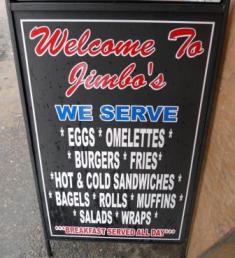 Welcome To
Jimbo's
WE SERVE
* EGGS * OMELETTES *
* BURGERS * FRIES *
*HOT & COLD SANDWICHES *
* BAGELS * ROLLS * MUFFINS *
* SALADS * WRAPS *
***BREAKFAST SERVED ALL DAY***